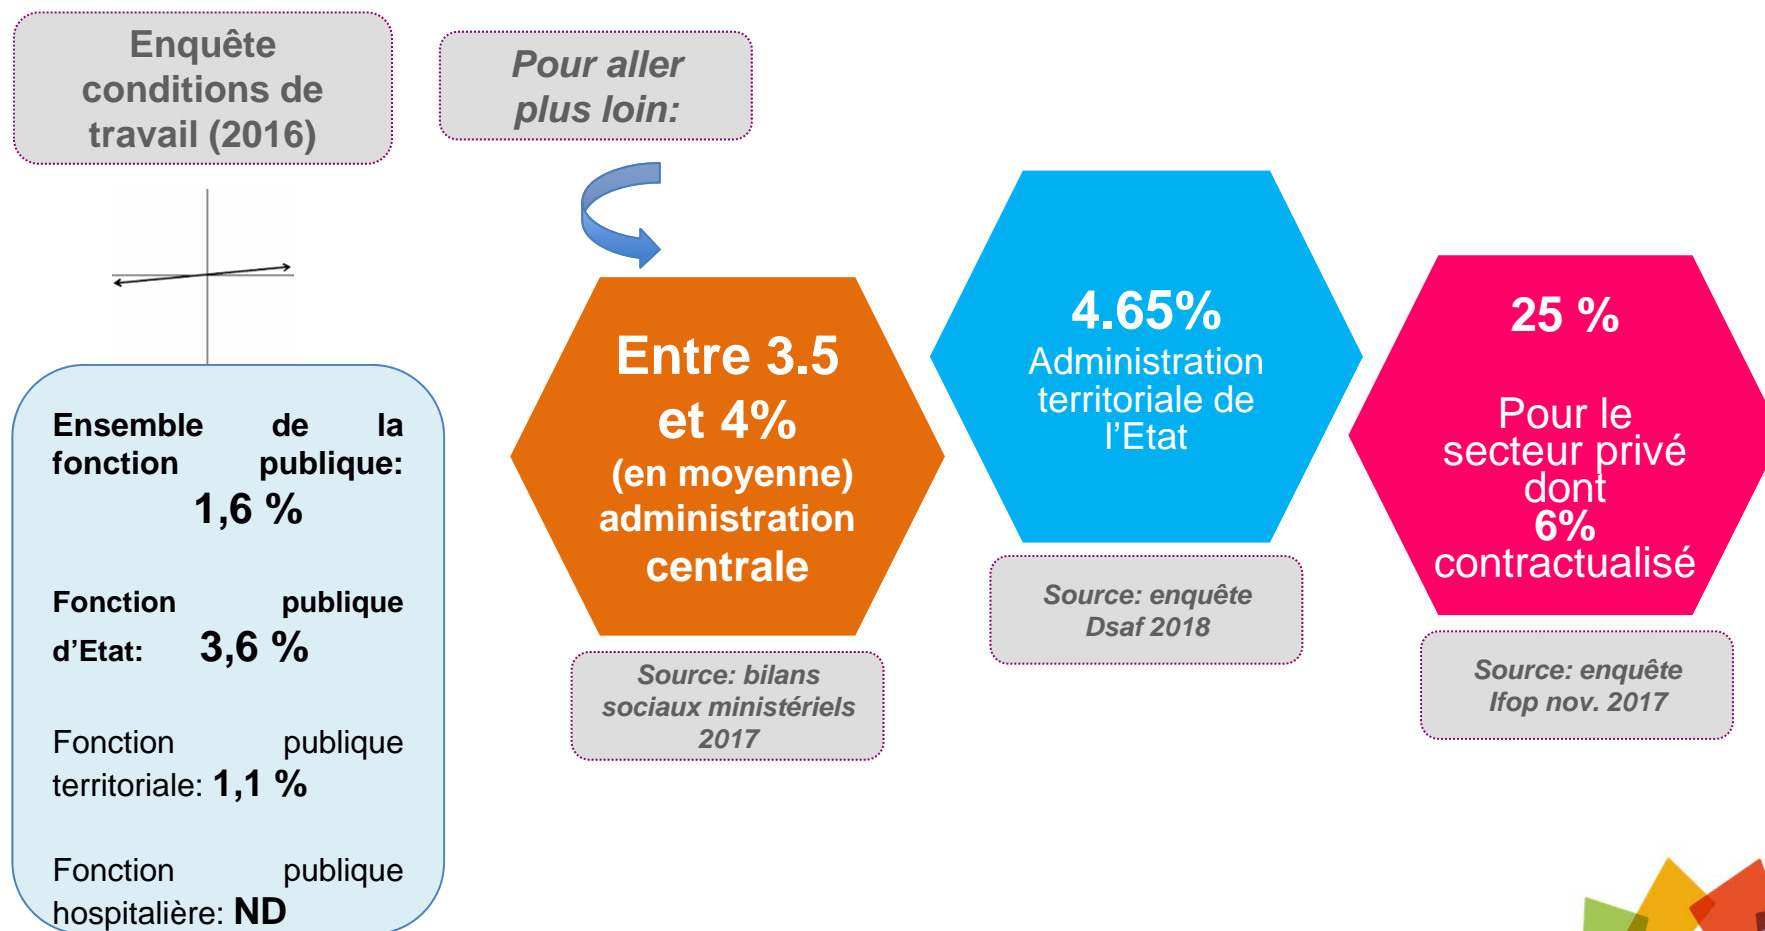 Enquête
conditions de
travail (2016)
Pour aller
plus loin:
Ensemble de la
fonction publique:
1,6 %
Fonction publique
d’Etat: 3,6 %
Fonction publique
territoriale: 1,1 %
Fonction publique
hospitalière: ND
Entre 3.5
et 4%
(en moyenne)
administration
centrale
Source: bilans
sociaux ministériels
2017
4.65%
Administration
territoriale de
l’Etat
Source: enquête
Dsaf 2018
25 %
Pour le
secteur privé
dont
6%
contractualisé
Source: enquête
Ifop nov. 2017